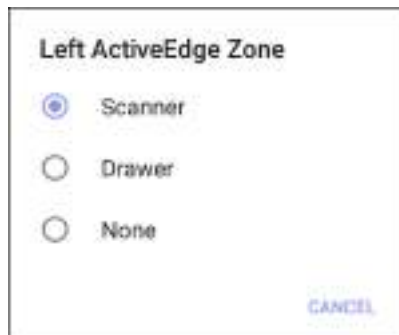 Left ActiveEdge Zone
Scanner
Drawer
None
CANCEL